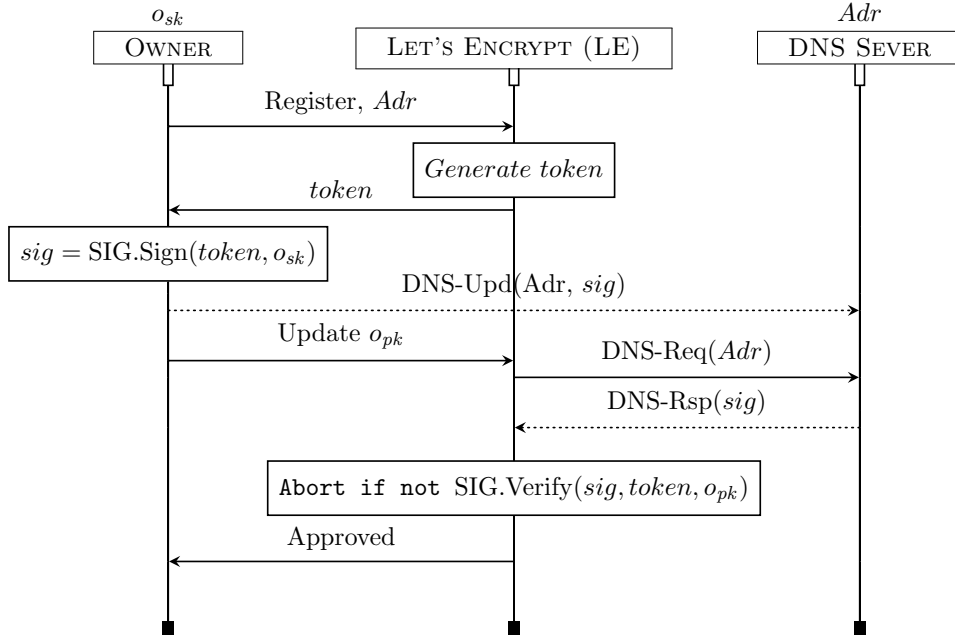 o_sk
Adr
OWNER
LET'S ENCRYPT (LE)
DNS SEVER
Register, Adr
Generate token
token
sig = SIG.Sign(token, o_sk)
DNS-Upd(Adr, sig)
Update o_pk
DNS-Req(Adr)
DNS-Rsp(sig)
Abort if not SIG.Verify(sig, token, o_pk)
Approved